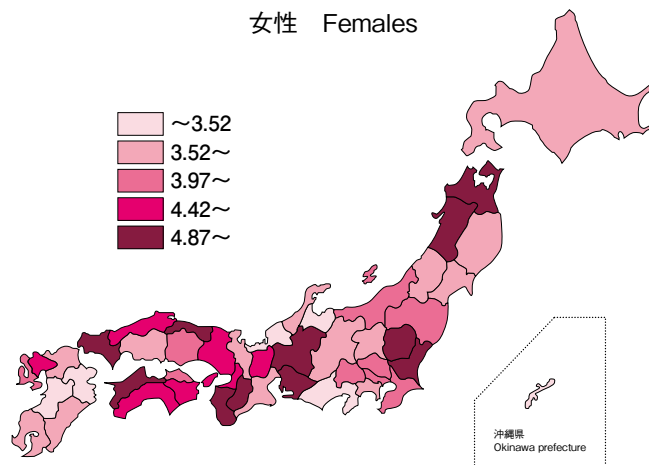 女性 Females
～3.52
3.52～
3.97～
4.42～
4.87～
沖縄県
Okinawa prefecture